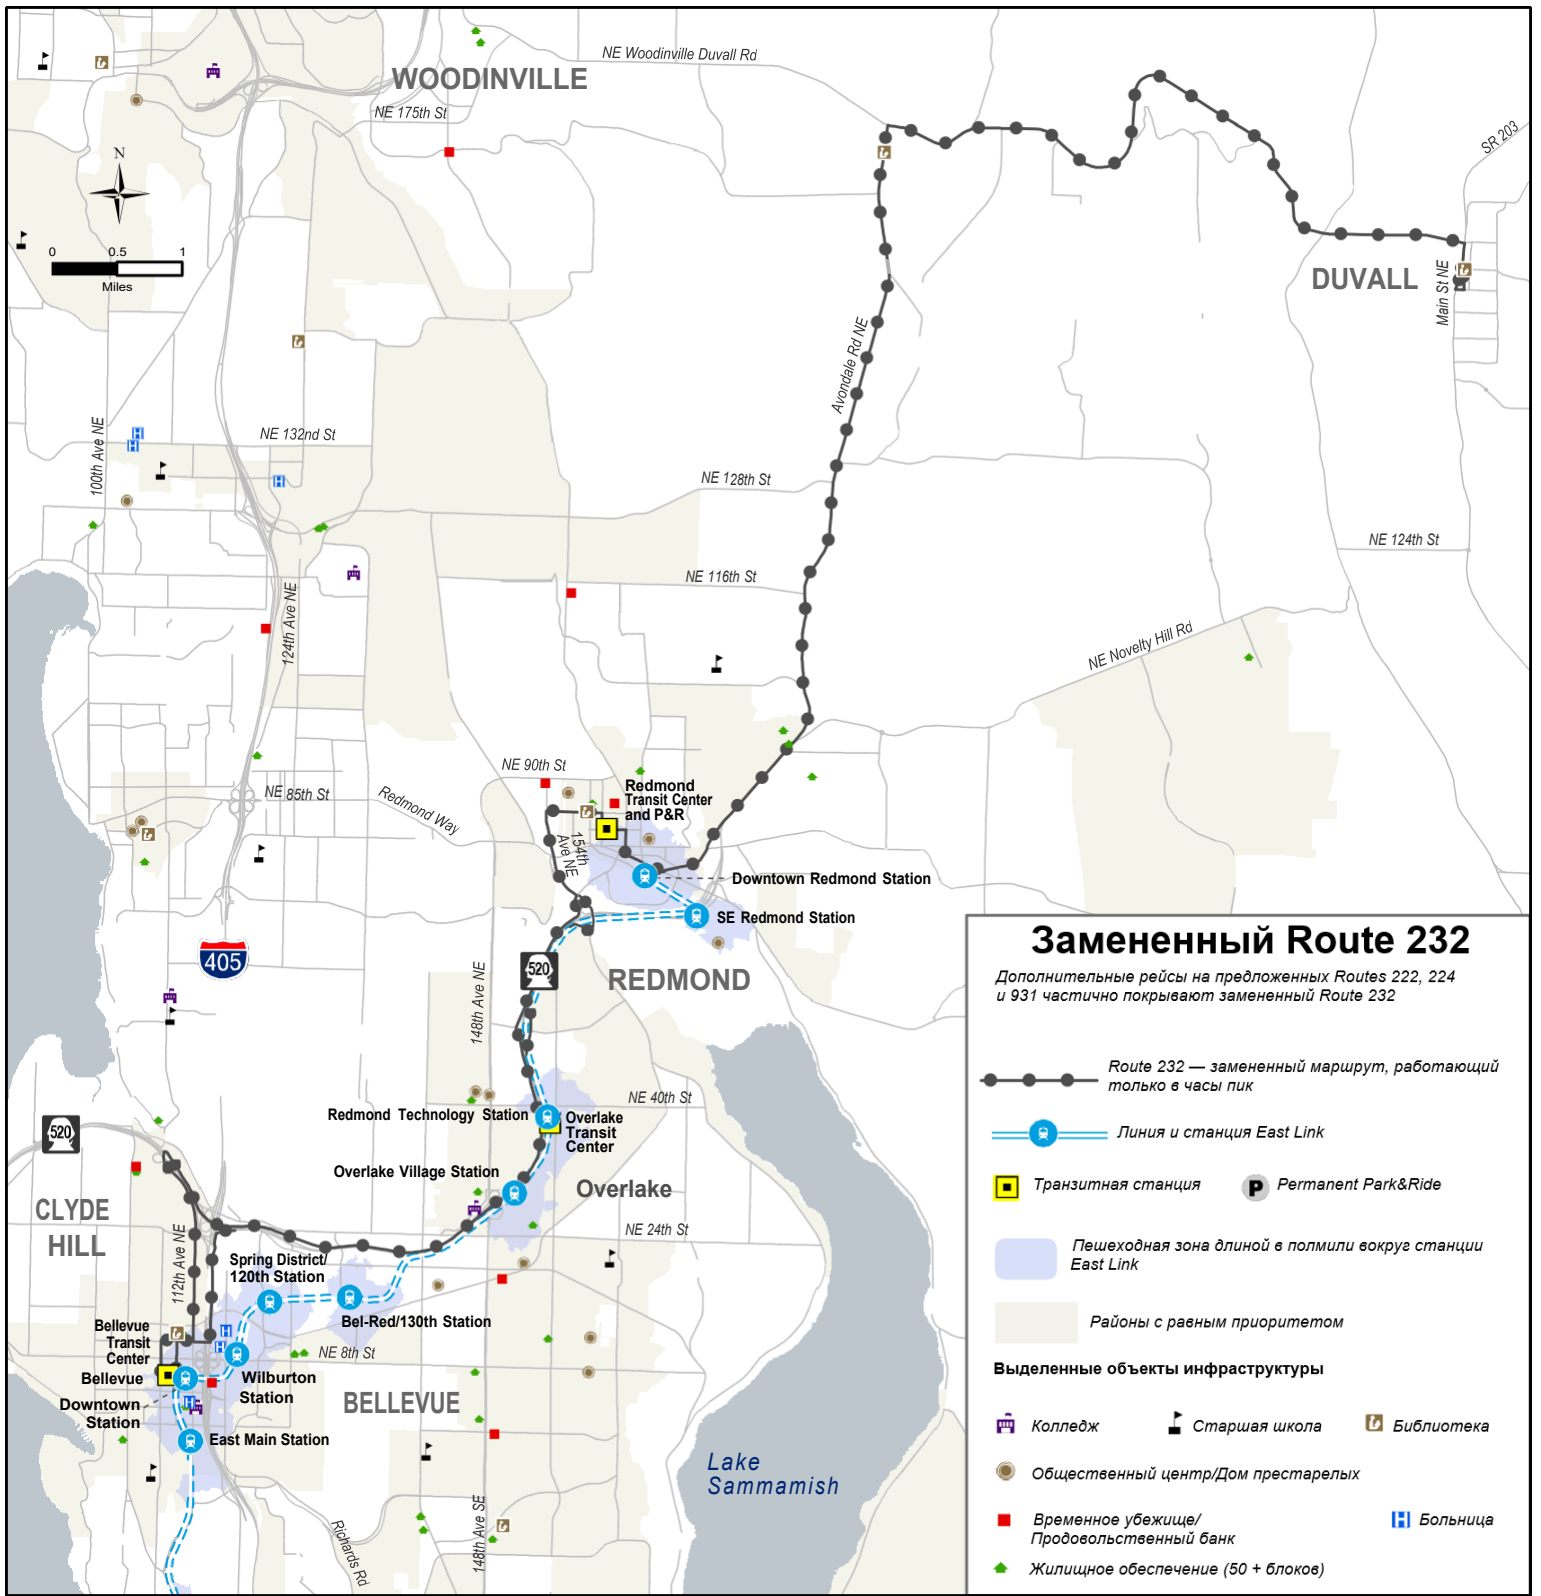 NE Woodinville Duvall Rd
WOODINVILLE
NE 175th St
SR 203
N
0 0.5 1
Miles
DUVALL
Main St NE
Avondale Rd NE
100th Ave NE
NE 132nd St
NE 128th St
NE 124th St
124th Ave NE
NE 116th St
NE Novelty Hill Rd
NE 90th St
NE 85th St
Redmond Way
Redmond
Transit Center
and P&R
154th
Ave NE
Downtown Redmond Station
SE Redmond Station
405
520
REDMOND
148th Ave NE
NE 40th St
Redmond Technology Station
Overlake
Transit
Center
520
Overlake Village Station
Overlake
CLYDE
HILL
112th Ave NE
NE 24th St
Spring District/
120th Station
Bel-Red/130th Station
Bellevue
Transit
Center
NE 8th St
Bellevue
Downtown
Station
Wilburton
Station
BELLEVUE
East Main Station
Lake
Sammamish
148th Ave SE
Richards Rd
Замененный Route 232
Дополнительные рейсы на предложенных Routes 222, 224
и 931 частично покрывают замененный Route 232
Route 232 — замененный маршрут, работающий
только в часы пик
Линия и станция East Link
Транзитная станция
P
Permanent Park&Ride
Пешеходная зона длиной в полмили вокруг станции
East Link
Районы с равным приоритетом
Выделенные объекты инфраструктуры
Колледж
Старшая школа
Библиотека
Общественный центр/Дом престарелых
Временное убежище/
Продовольственный банк
H
Больница
Жилищное обеспечение (50 + блоков)